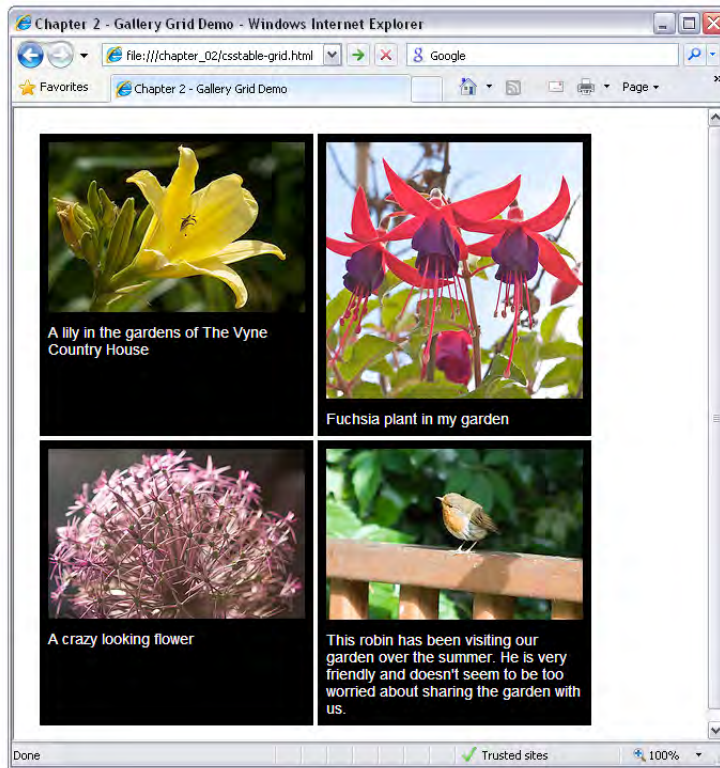 Chapter 2 - Gallery Grid Demo - Windows Internet Explorer
file:///chapter_02/csstable-grid.html
Google
Favorites
Chapter 2 - Gallery Grid Demo
Page
A lily in the gardens of The Vyne
Country House
Fuchsia plant in my garden
A crazy looking flower
This robin has been visiting our
garden over the summer. He is very
friendly and doesn't seem to be too
worried about sharing the garden with
us.
Done
Trusted sites
100%